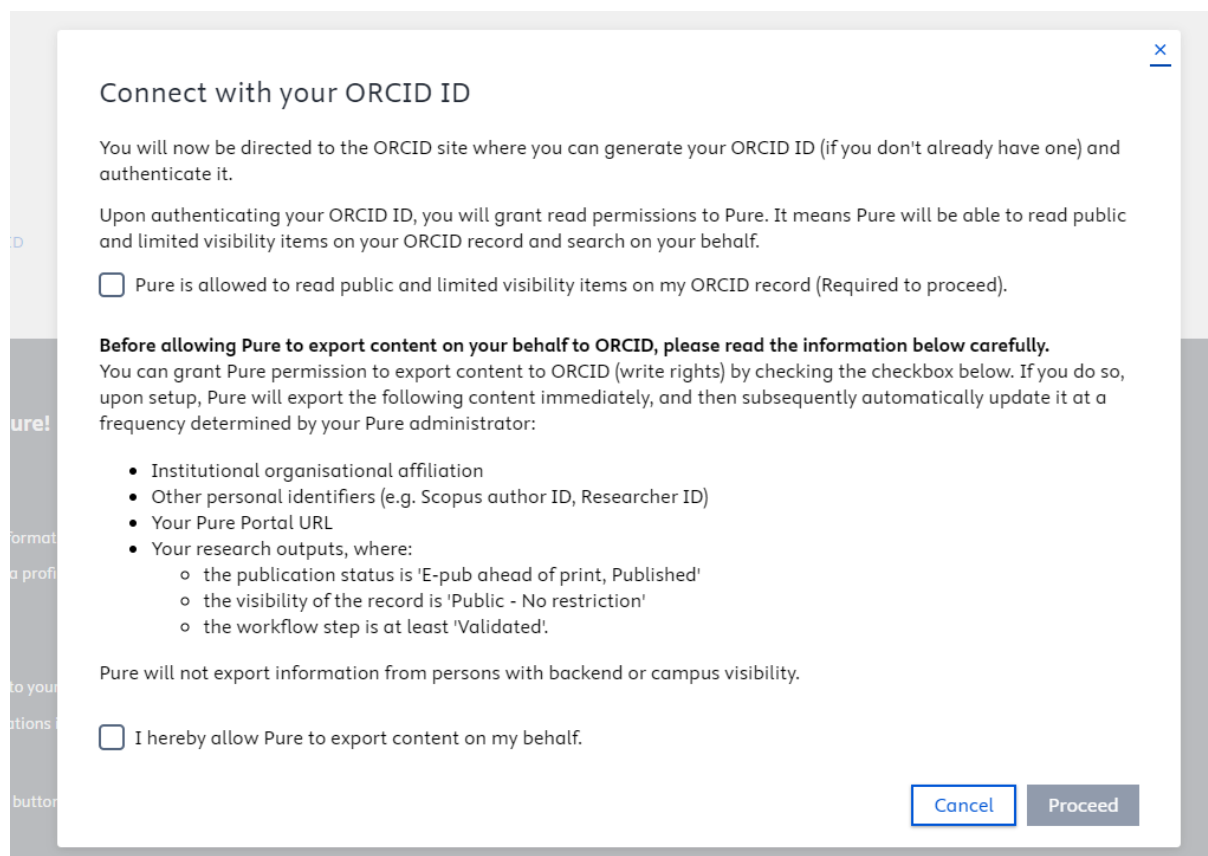 ×
Connect with your ORCID ID
You will now be directed to the ORCID site where you can generate your ORCID ID (if you don't already have one) and
authenticate it.
Upon authenticating your ORCID ID, you will grant read permissions to Pure. It means Pure will be able to read public
and limited visibility items on your ORCID record and search on your behalf.
Pure is allowed to read public and limited visibility items on my ORCID record (Required to proceed).
Before allowing Pure to export content on your behalf to ORCID, please read the information below carefully.
You can grant Pure permission to export content to ORCID (write rights) by checking the checkbox below. If you do so,
upon setup, Pure will export the following content immediately, and then subsequently automatically update it at a
frequency determined by your Pure administrator:
• Institutional organisational affiliation
• Other personal identifiers (e.g. Scopus author ID, Researcher ID)
• Your Pure Portal URL
• Your research outputs, where:
○ the publication status is 'E-pub ahead of print, Published'
○ the visibility of the record is 'Public - No restriction'
○ the workflow step is at least 'Validated'.
Pure will not export information from persons with backend or campus visibility.
I hereby allow Pure to export content on my behalf.
Cancel Proceed
ure!
a profi
to your
button